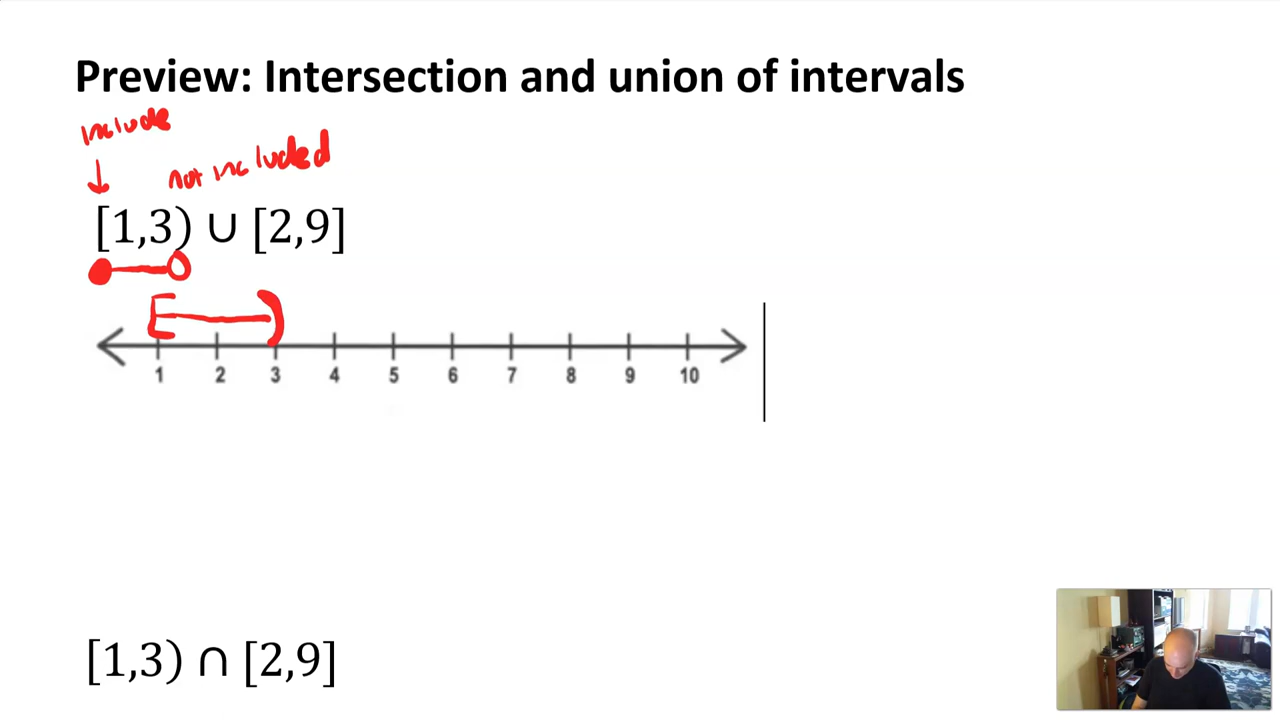 Preview: Intersection and union of intervals
include
not included
[1,3) ∪ [2,9]
1 2 3 4 5 6 7 8 9 10
[1,3) ∩ [2,9]